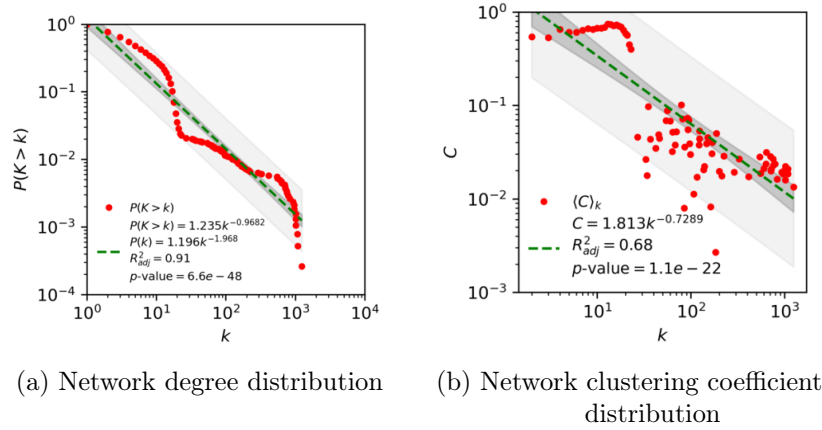 10^0
10^-1
10^-2
10^-3
10^-4
P(K > k)
P(K > k)
P(K > k) = 1.235k^-0.9682
P(k) = 1.196k^-1.968
R^2_adj = 0.91
p-value = 6.6e − 48
10^0 10^1 10^2 10^3 10^4
k
(a) Network degree distribution
10^0
10^-1
10^-2
10^-3
C
⟨C⟩_k
C = 1.813k^-0.7289
R^2_adj = 0.68
p-value = 1.1e − 22
10^1 10^2 10^3
k
(b) Network clustering coefficient
distribution